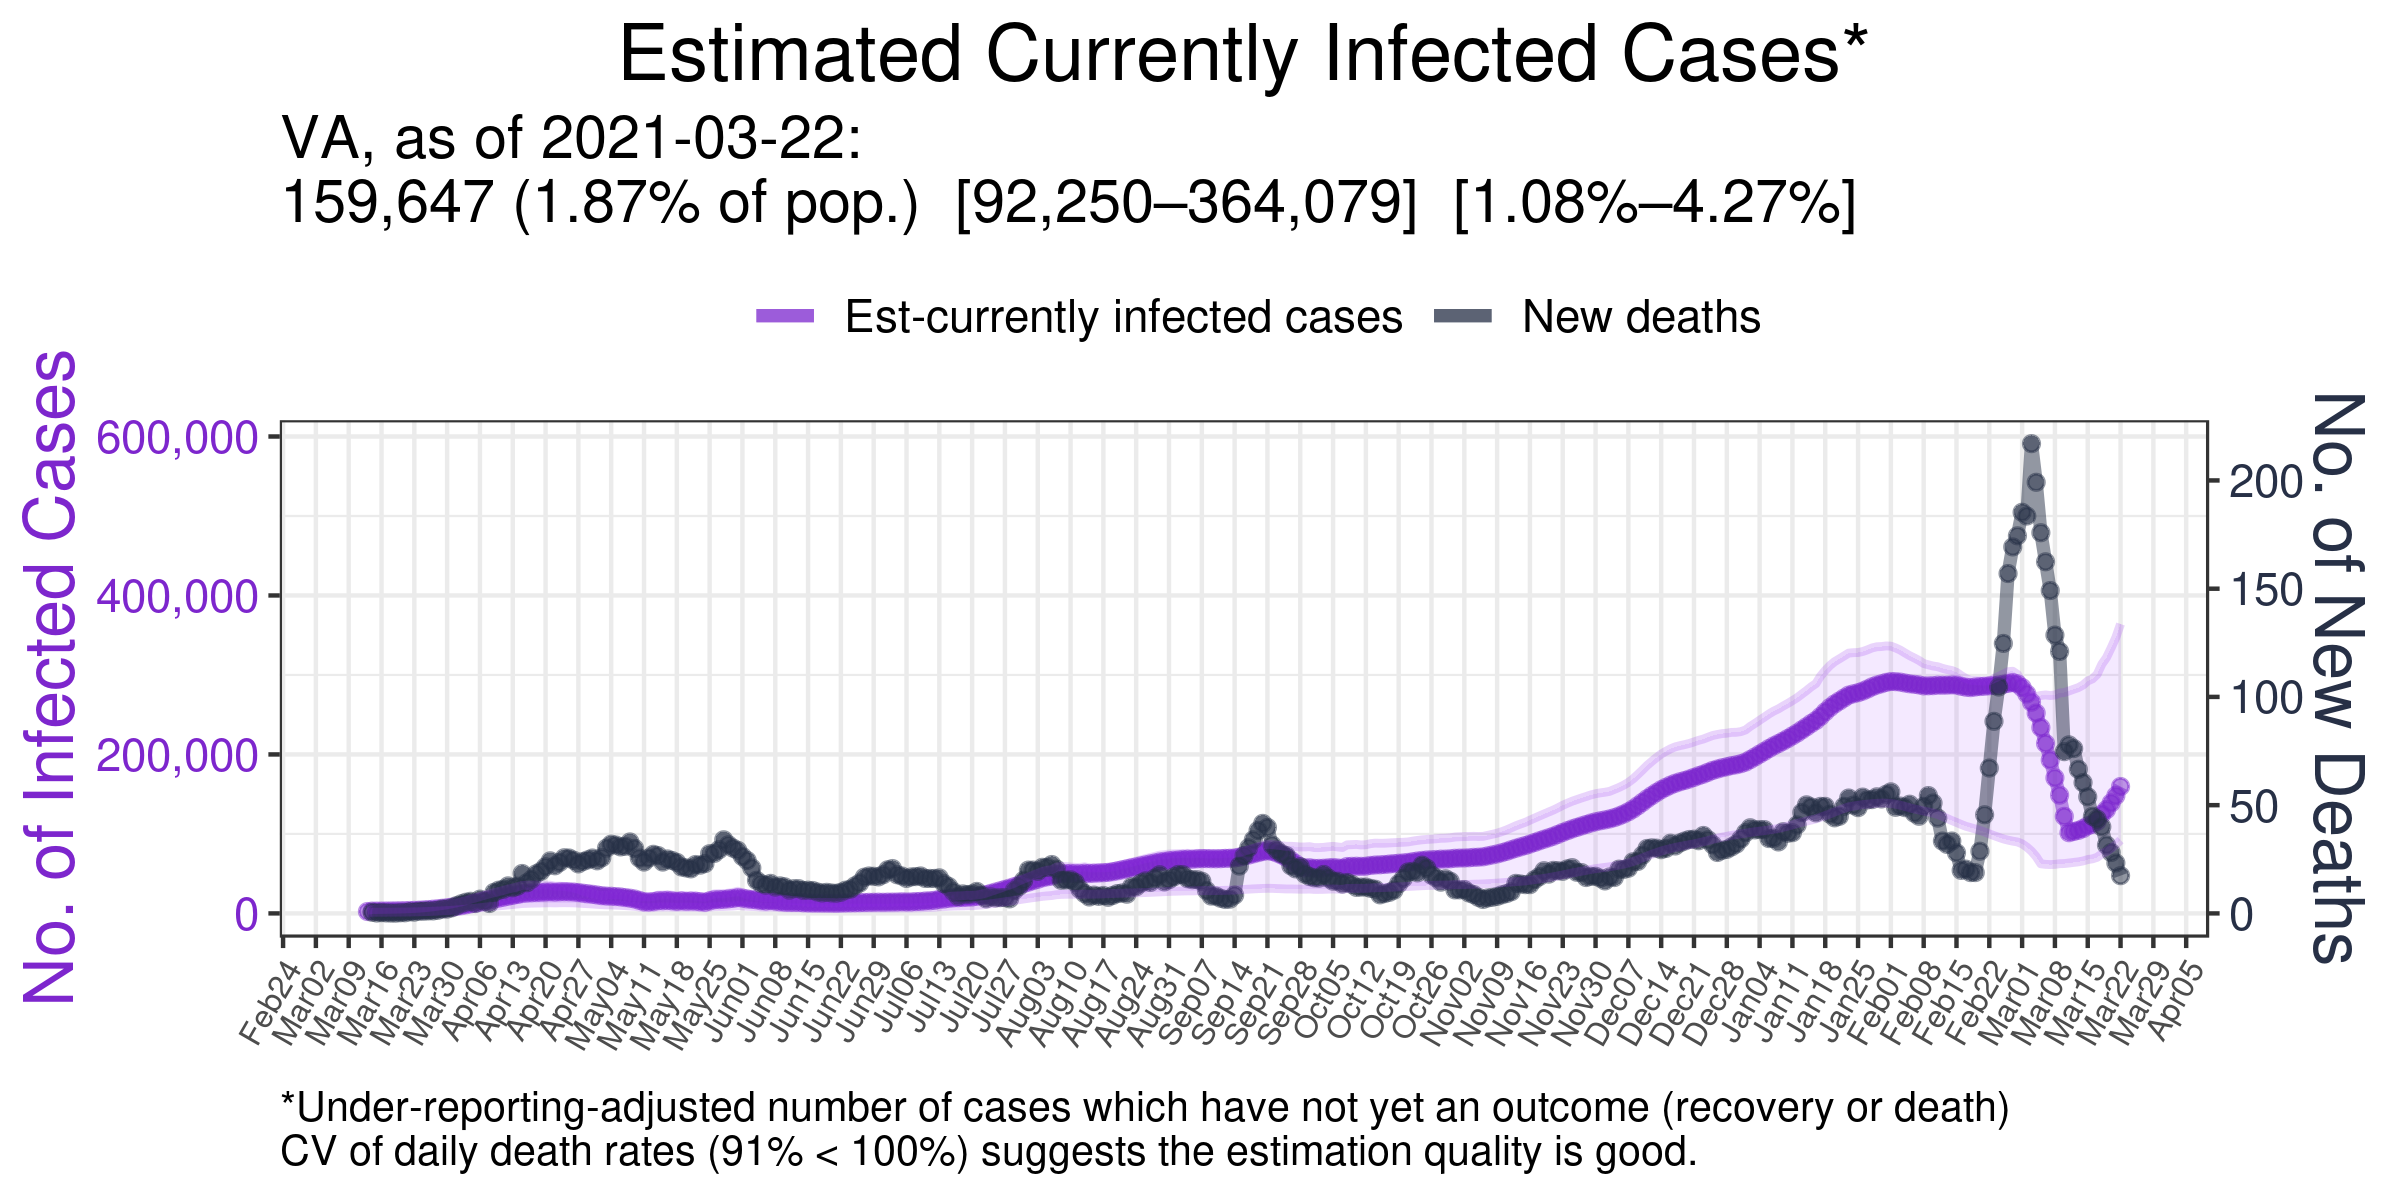 Estimated Currently Infected Cases*
VA, as of 2021-03-22:
159,647 (1.87% of pop.)  [92,250–364,079]  [1.08%–4.27%]
Est-currently infected cases
New deaths
No. of Infected Cases
600,000
400,000
200,000
0
200
150
100
50
0
No. of New Deaths
Feb24
Mar02
Mar09
Mar16
Mar23
Mar30
Apr06
Apr13
Apr20
Apr27
May04
May11
May18
May25
Jun01
Jun08
Jun15
Jun22
Jun29
Jul06
Jul13
Jul20
Jul27
Aug03
Aug10
Aug17
Aug24
Aug31
Sep07
Sep14
Sep21
Sep28
Oct05
Oct12
Oct19
Oct26
Nov02
Nov09
Nov16
Nov23
Nov30
Dec07
Dec14
Dec21
Dec28
Jan04
Jan11
Jan18
Jan25
Feb01
Feb08
Feb15
Feb22
Mar01
Mar08
Mar15
Mar22
Mar29
Apr05
*Under-reporting-adjusted number of cases which have not yet an outcome (recovery or death)
CV of daily death rates (91% < 100%) suggests the estimation quality is good.